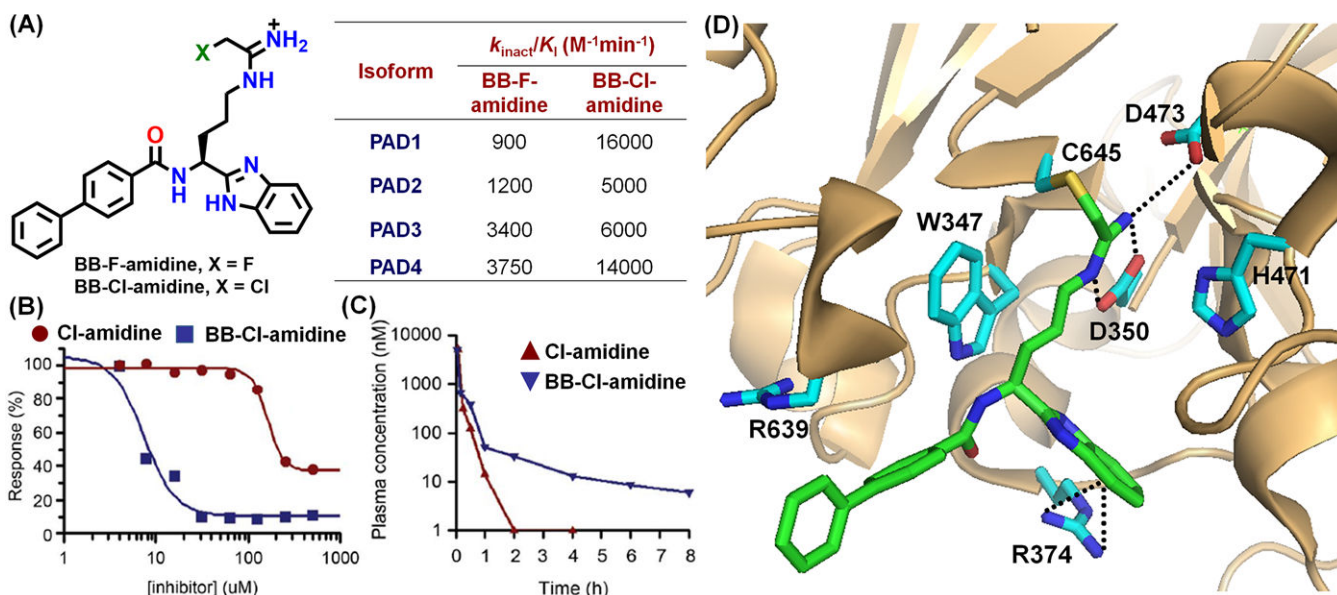 (A)
+
X
NH2
NH
O
N
H
N
HN
BB-F-amidine, X = F
BB-Cl-amidine, X = Cl
Isoform
kinact/KI (M-1min-1)
BB-F-amidine
BB-Cl-amidine
PAD1 900 16000
PAD2 1200 5000
PAD3 3400 6000
PAD4 3750 14000
(B)
Cl-amidine BB-Cl-amidine
Response (%)
100
80
60
40
20
10
0
1 10 100 1000
[inhibitor] (uM)
(C)
Cl-amidine
BB-Cl-amidine
Plasma concentration (nM)
10000
1000
100
10
1
0 0 1 2 3 4 5 6 7 8
Time (h)
(D)
D473
C645
W347
H471
D350
R639
R374